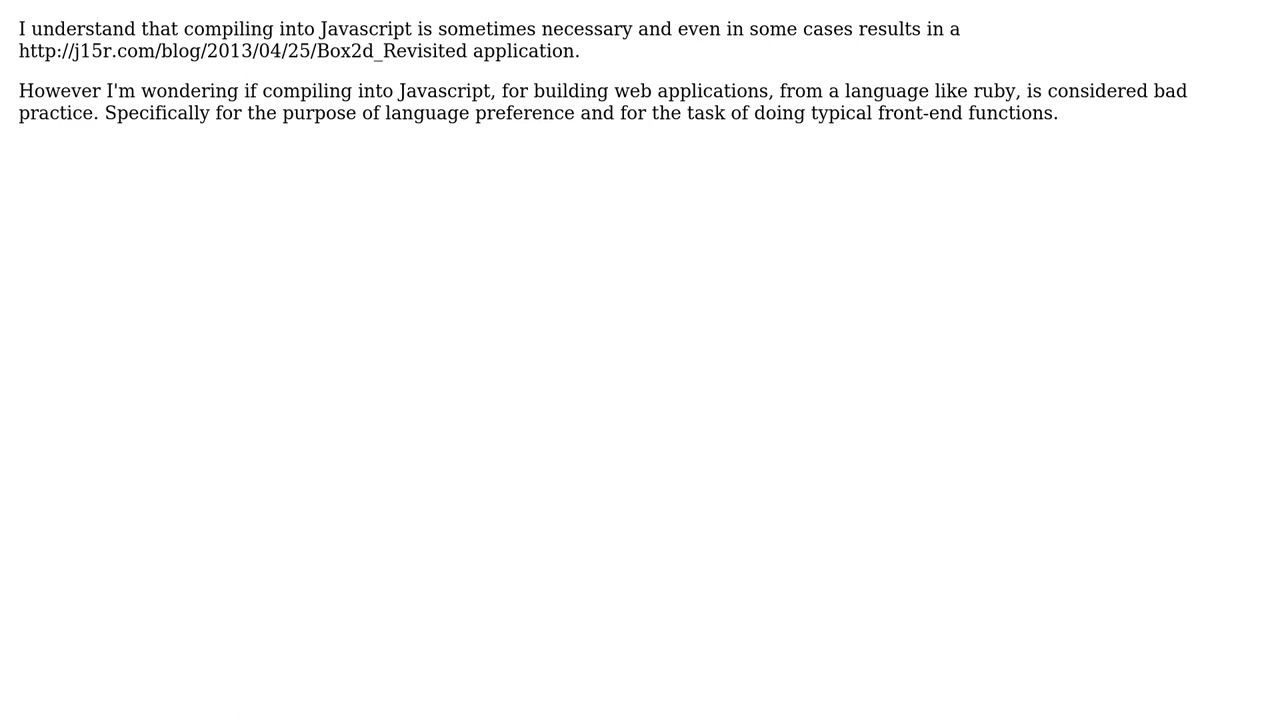 I understand that compiling into Javascript is sometimes necessary and even in some cases results in a
http://j15r.com/blog/2013/04/25/Box2d_Revisited application.
However I'm wondering if compiling into Javascript, for building web applications, from a language like ruby, is considered bad
practice. Specifically for the purpose of language preference and for the task of doing typical front-end functions.